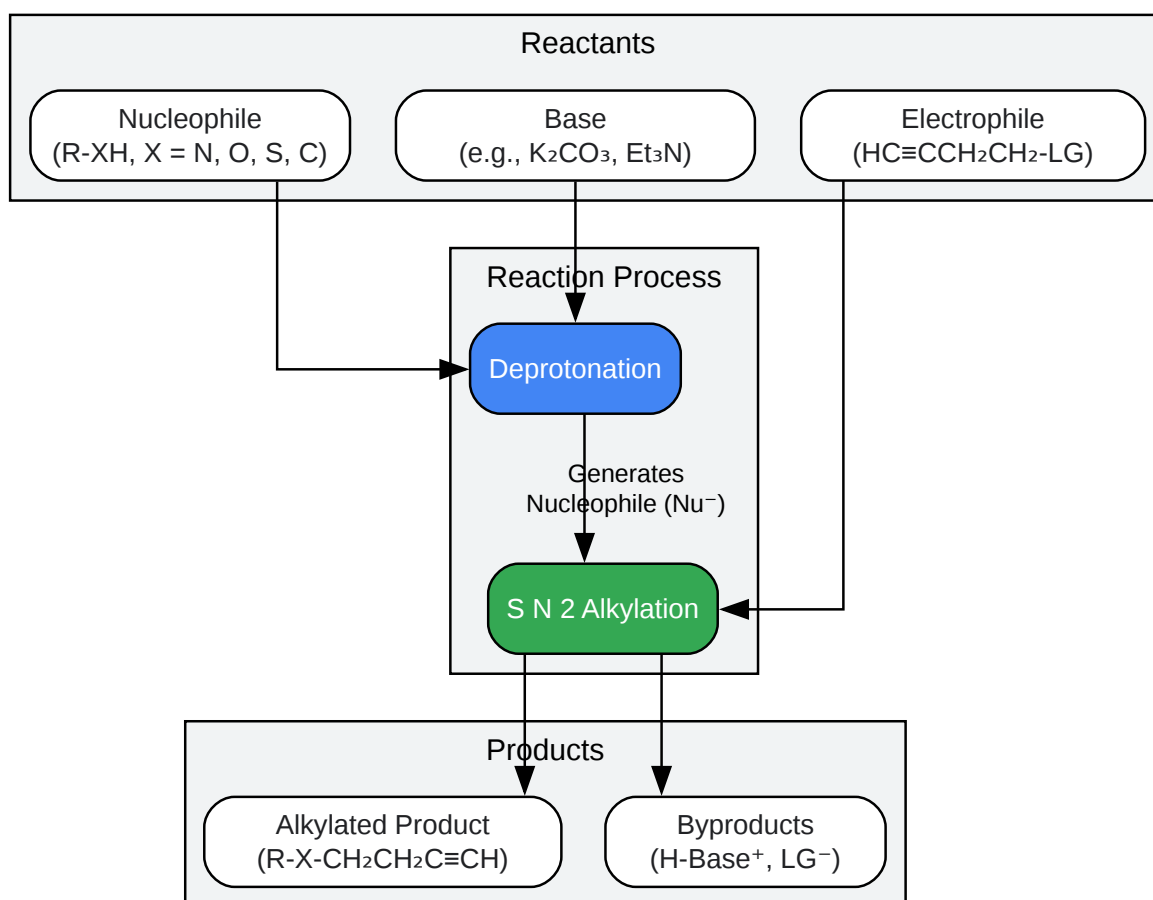 Reactants
Nucleophile
(R-XH, X = N, O, S, C)
Base
(e.g., K₂CO₃, Et₃N)
Electrophile
(HC≡CCH₂CH₂-LG)
Reaction Process
Deprotonation
Generates
Nucleophile (Nu⁻)
S N 2 Alkylation
Products
Alkylated Product
(R-X-CH₂CH₂C≡CH)
Byproducts
(H-Base⁺, LG⁻)